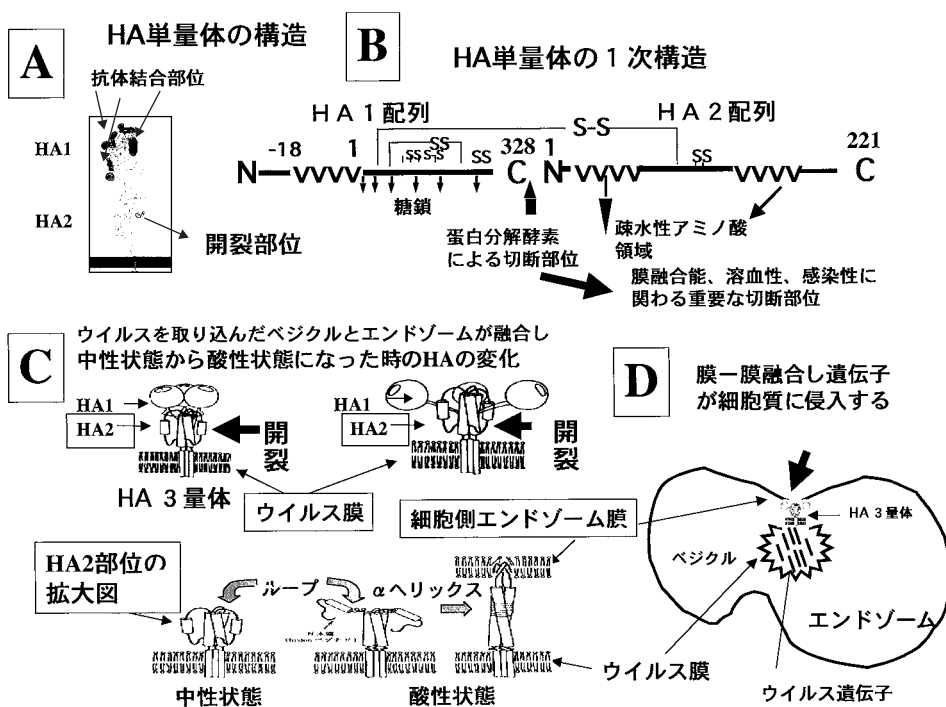 A
HA単量体の構造
抗体結合部位
HA1
HA2
開裂部位
B
HA単量体の１次構造
HA1配列
HA2配列
S-S
-18
1
SS
328
1
SS
221
N
C
N
C
糖鎖
蛋白分解酵素
による切断部位
疎水性アミノ酸
領域
膜融合能、溶血性、感染性に
関わる重要な切断部位
C
ウイルスを取り込んだベジクルとエンドゾームが融合し
中性状態から酸性状態になった時のHAの変化
HA1
HA2
開裂
HA1
HA2
開裂
HA 3量体
ウイルス膜
細胞側エンドゾーム膜
HA2部位の
拡大図
ループ
αヘリックス
中性状態
酸性状態
ウイルス膜
D
膜ー膜融合し遺伝子
が細胞質に侵入する
HA 3量体
ベジクル
エンドゾーム
ウイルス遺伝子